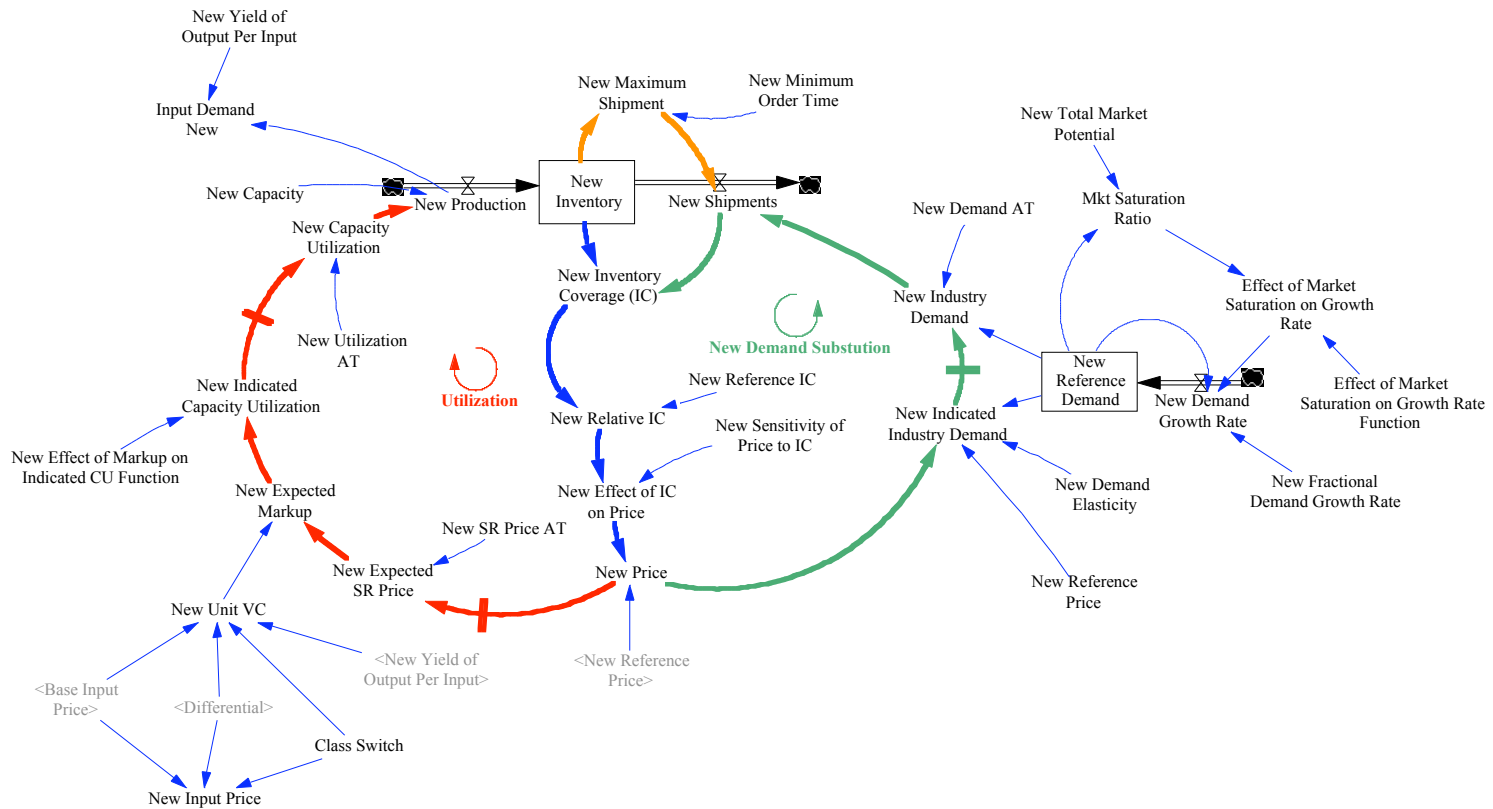 New Yield of
Output Per Input
Input Demand
New
New Maximum
Shipment
New Minimum
Order Time
New Total Market
Potential
New Capacity
New Production
New
Inventory
New Shipments
New Capacity
Utilization
New Demand AT
Mkt Saturation
Ratio
New Inventory
Coverage (IC)
New Industry
Demand
Effect of Market
Saturation on Growth
Rate
New Utilization
AT
New Demand Substution
Utilization
New
Reference
Demand
New Demand
Growth Rate
Effect of Market
Saturation on Growth Rate
Function
New Indicated
Capacity Utilization
New Reference IC
New Relative IC
New Sensitivity of
Price to IC
New Indicated
Industry Demand
New Effect of Markup on
Indicated CU Function
New Expected
Markup
New Effect of IC
on Price
New Demand
Elasticity
New Fractional
Demand Growth Rate
New SR Price AT
New Expected
SR Price
New Price
New Reference
Price
New Unit VC
<New Yield of
Output Per Input>
<New Reference
Price>
<Base Input
Price>
<Differential>
Class Switch
New Input Price